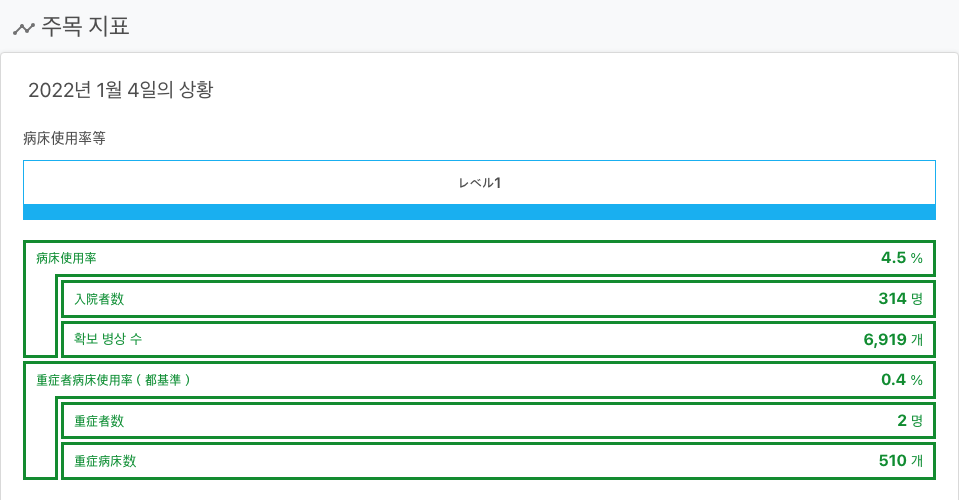 주목 지표
2022년 1월 4일의 상황
病床使用率等
レベル1
病床使用率 4.5 %
入院者数 314 명
확보 병상 수 6,919 개
重症者病床使用率 ( 都基準 ) 0.4 %
重症者数 2 명
重症病床数 510 개